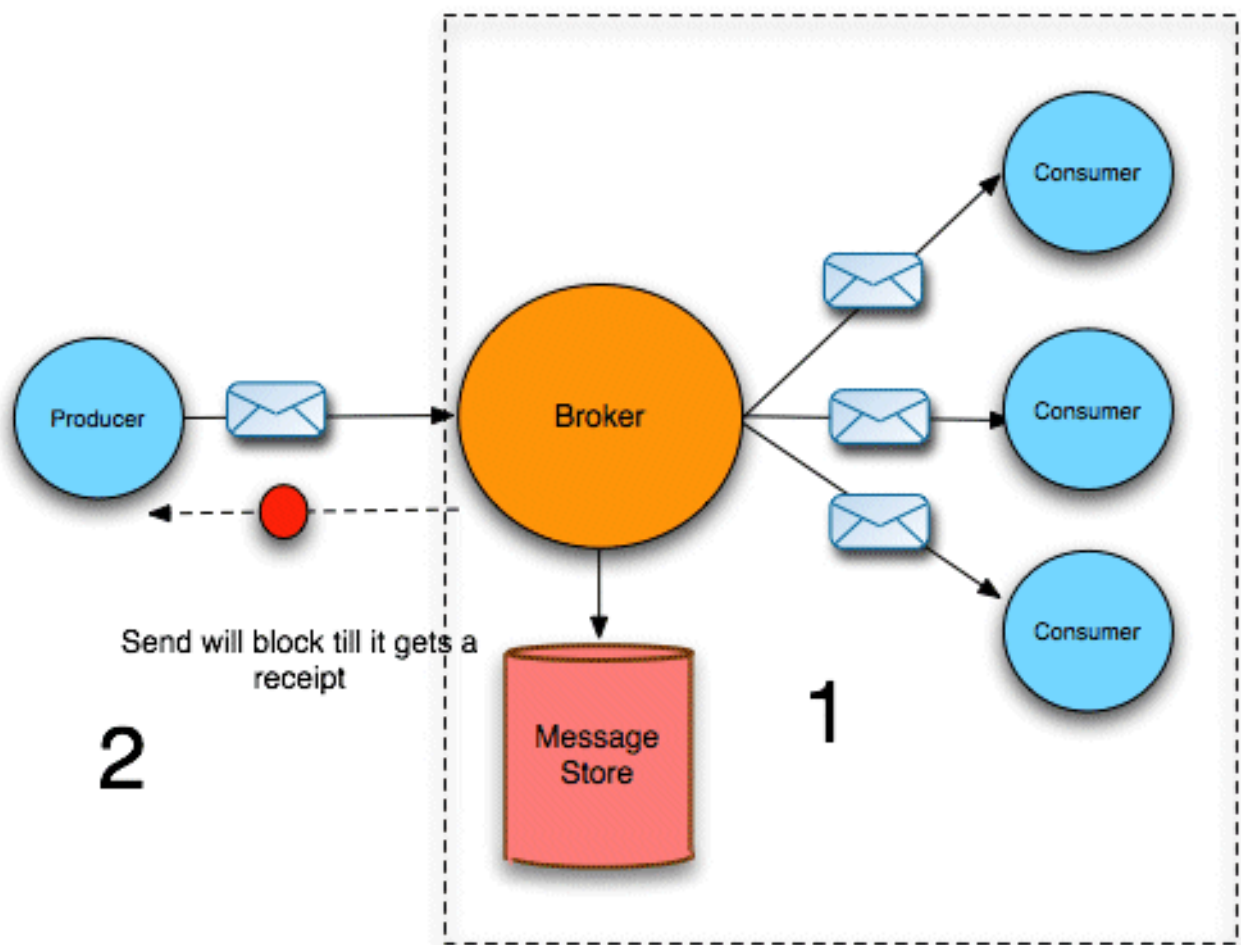 Consumer
Producer
Broker
Consumer
Send will block till it gets a
receipt
Consumer
1
2
Message
Store